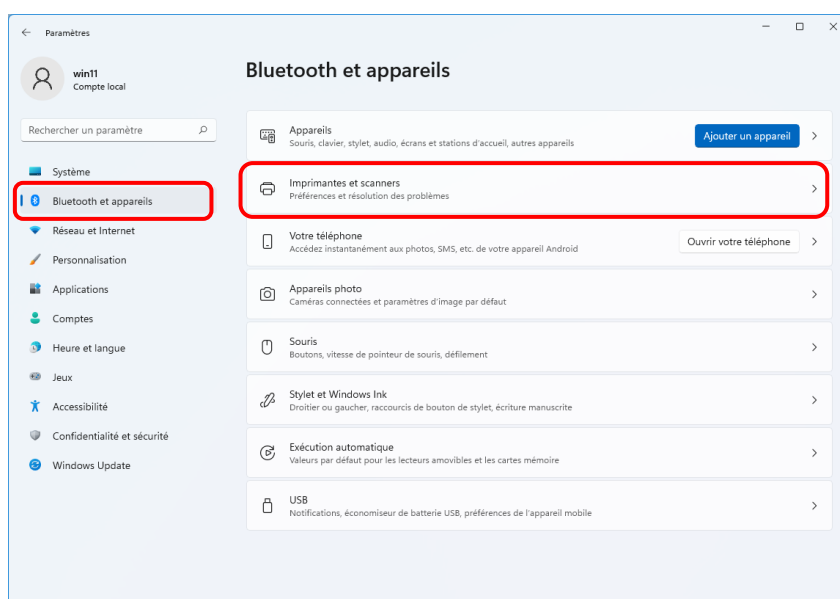 Paramètres
win11
Compte local
Rechercher un paramètre
Système
Bluetooth et appareils
Réseau et Internet
Personnalisation
Applications
Comptes
Heure et langue
Jeux
Accessibilité
Confidentialité et sécurité
Windows Update
Bluetooth et appareils
Appareils
Souris, clavier, stylet, audio, écrans et stations d'accueil, autres appareils
Ajouter un appareil
Imprimantes et scanners
Préférences et résolution des problèmes
Votre téléphone
Accédez instantanément aux photos, SMS, etc. de votre appareil Android
Ouvrir votre téléphone
Appareils photo
Caméras connectées et paramètres d'image par défaut
Souris
Boutons, vitesse de pointeur de souris, défilement
Stylet et Windows Ink
Droitier ou gaucher, raccourcis de bouton de stylet, écriture manuscrite
Exécution automatique
Valeurs par défaut pour les lecteurs amovibles et les cartes mémoire
USB
Notifications, économiseur de batterie USB, préférences de l'appareil mobile